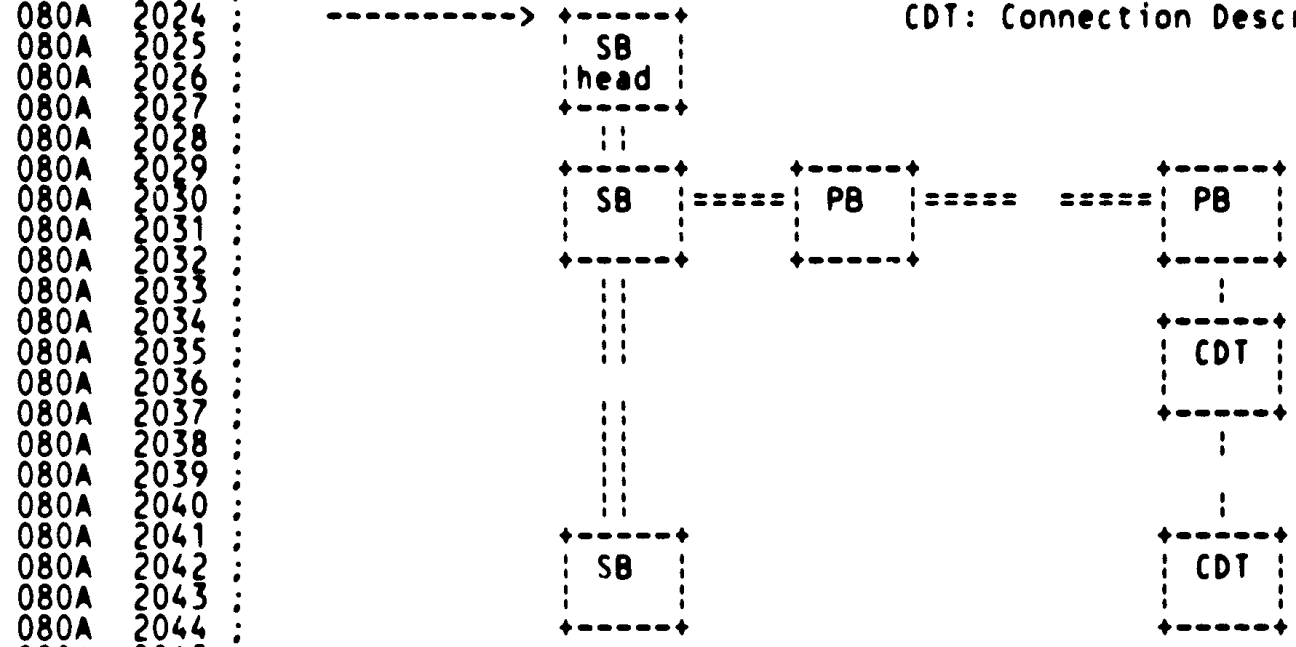 080A 2024 ;          ----------> +------+            CDT: Connection Desc
080A 2025 ;                      ¦  SB  ¦
080A 2026 ;                      ¦ head ¦
080A 2027 ;                      +------+
080A 2028 ;                        ¦¦
080A 2029 ;                      +------+     +------+            +------+
080A 2030 ;                      ¦  SB  ¦=====¦  PB  ¦===== =====¦  PB  ¦
080A 2031 ;                      ¦      ¦     ¦      ¦            ¦      ¦
080A 2032 ;                      +------+     +------+            +------+
080A 2033 ;                        ¦¦                                ¦
080A 2034 ;                        ¦¦                             +------+
080A 2035 ;                        ¦¦                             ¦ CDT  ¦
080A 2036 ;                                                       ¦      ¦
080A 2037 ;                        ¦¦                             +------+
080A 2038 ;                        ¦¦                                ¦
080A 2039 ;                        ¦¦
080A 2040 ;                        ¦¦                                ¦
080A 2041 ;                      +------+                         +------+
080A 2042 ;                      ¦  SB  ¦                         ¦ CDT  ¦
080A 2043 ;                      ¦      ¦                         ¦      ¦
080A 2044 ;                      +------+                         +------+